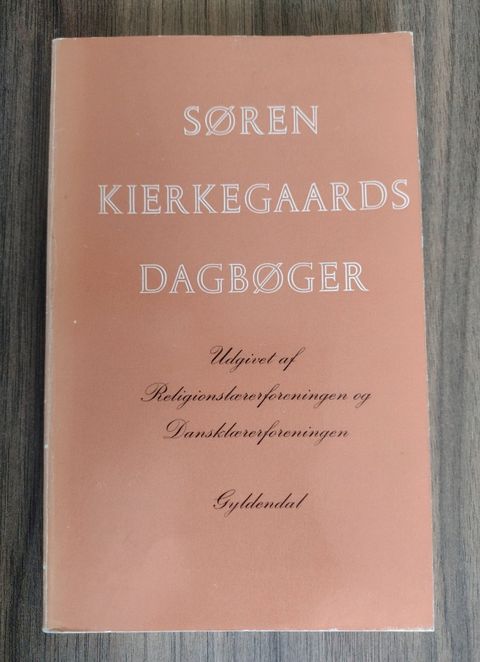 SØREN
KIERKEGAARDS
DAGBØGER
Udgivet af
Religionslærerforeningen og
Dansklærerforeningen
Gyldendal